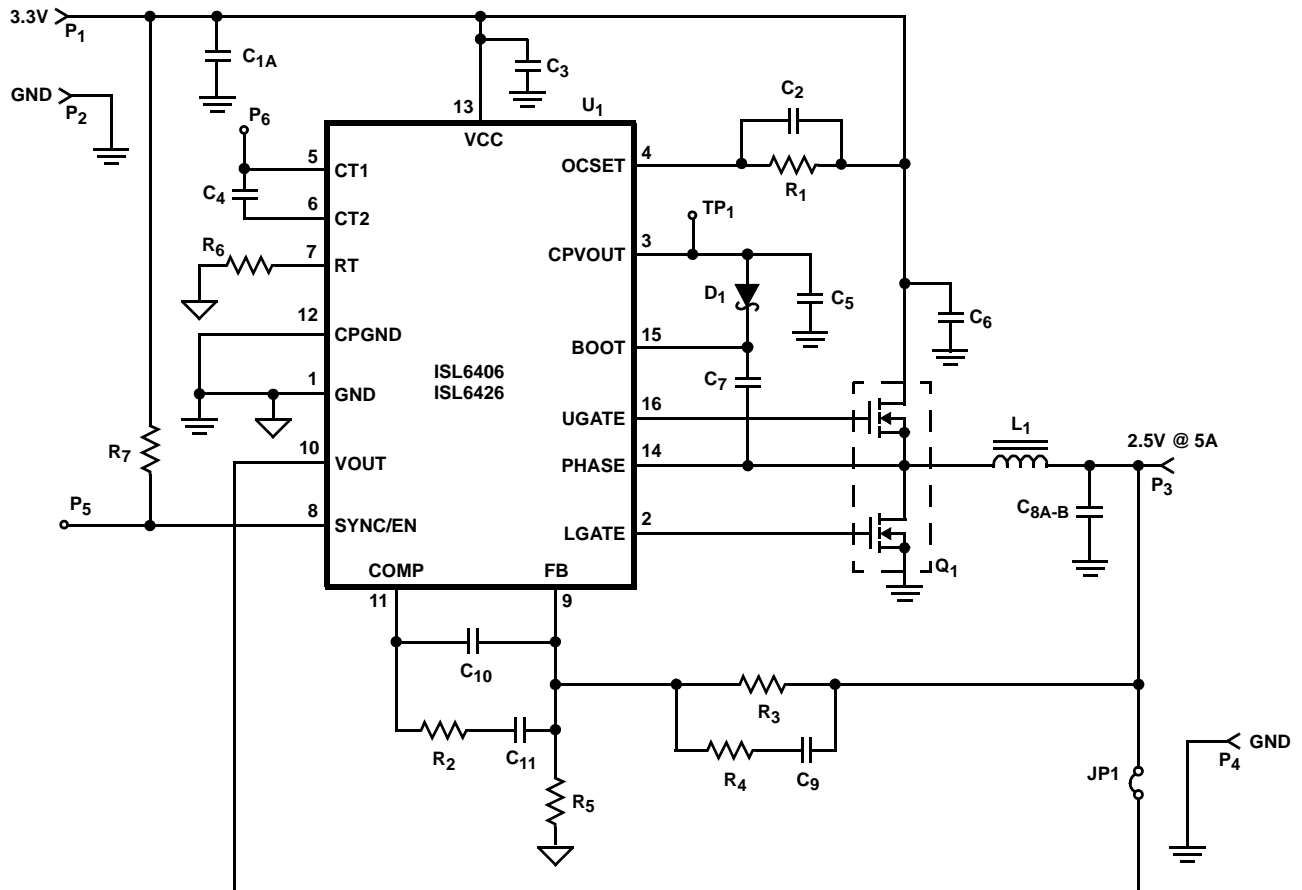 3.3V
P1
C1A
C3
GND
P2
13
U1
C2
P6
VCC
5
CT1
OCSET
4
R1
C4
6
CT2
TP1
R6
7
RT
CPVOUT
3
D1
C5
C6
12
CPGND
BOOT
15
ISL6406
ISL6426
C7
1
GND
UGATE
16
L1
2.5V @ 5A
R7
10
VOUT
PHASE
14
P3
P5
8
SYNC/EN
LGATE
2
C8A-B
COMP
FB
Q1
11
9
C10
R3
R2
C11
R4
C9
GND
P4
JP1
R5